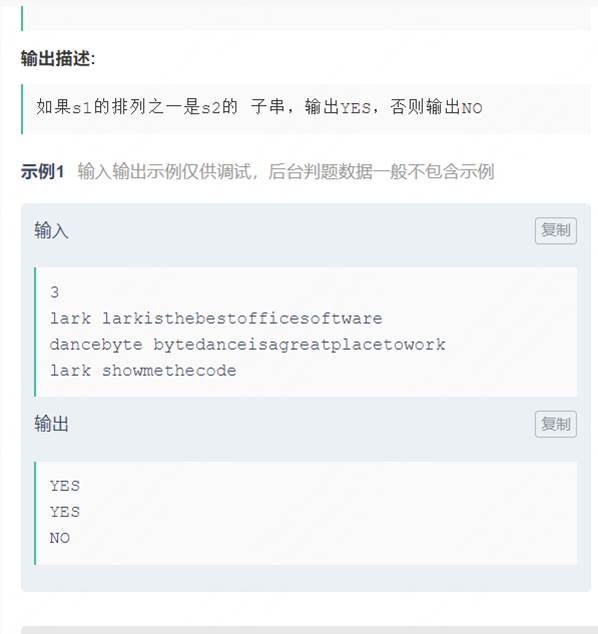 输出描述:
如果s1的排列之一是s2的 子串，输出YES，否则输出NO
示例1 输入输出示例仅供调试，后台判题数据一般不包含示例
输入 复制
3
lark larkisthebestofficesoftware
dancebyte bytedanceisagreatplacetowork
lark showmethecode
输出 复制
YES
YES
NO